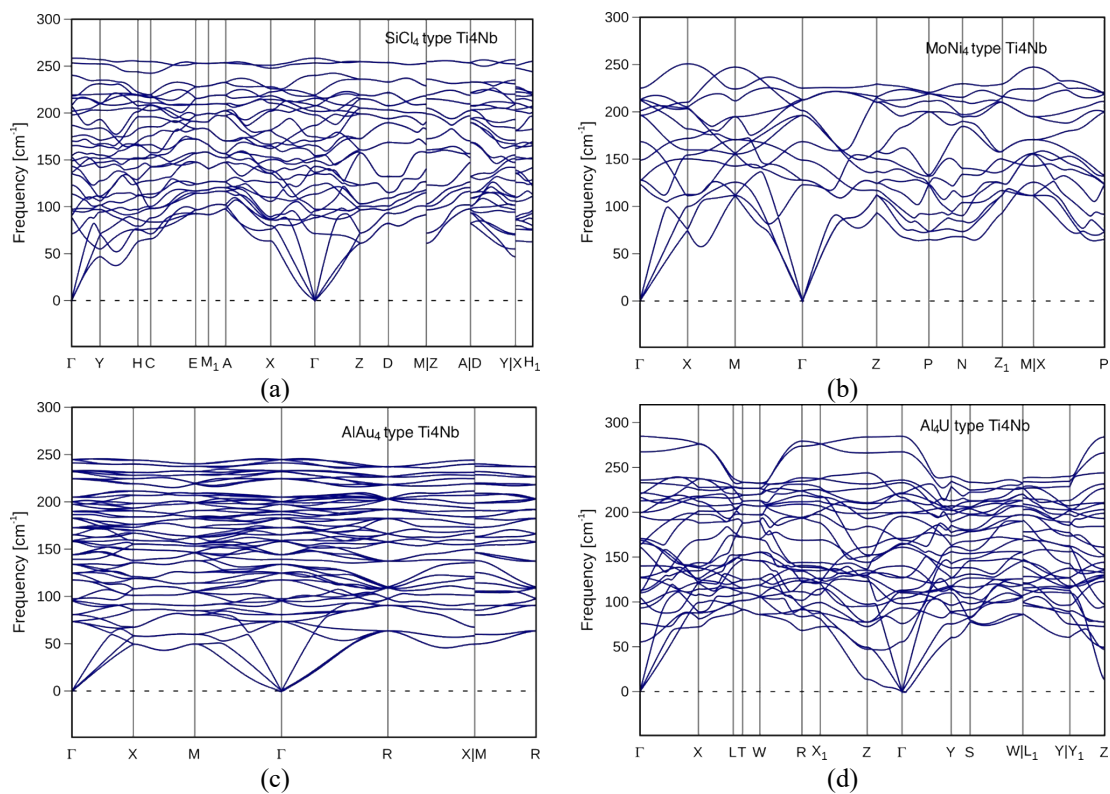 300
SiCl₄ type Ti4Nb
250
200
150
100
50
0
Frequency [cm⁻¹]
Γ Y H C E M₁ A X Γ Z D M|Z A|D Y|X H₁
(a)
300
MoNi₄ type Ti4Nb
250
200
150
100
50
0
Frequency [cm⁻¹]
Γ X M Γ Z P N Z₁ M|X P
(b)
300
AlAu₄ type Ti4Nb
250
200
150
100
50
0
Frequency [cm⁻¹]
Γ X M Γ R X|M R
(c)
300
Al₄U type Ti4Nb
250
200
150
100
50
0
Frequency [cm⁻¹]
Γ X L T W R X₁ Z Γ Y S W|L₁ Y|Y₁ Z
(d)